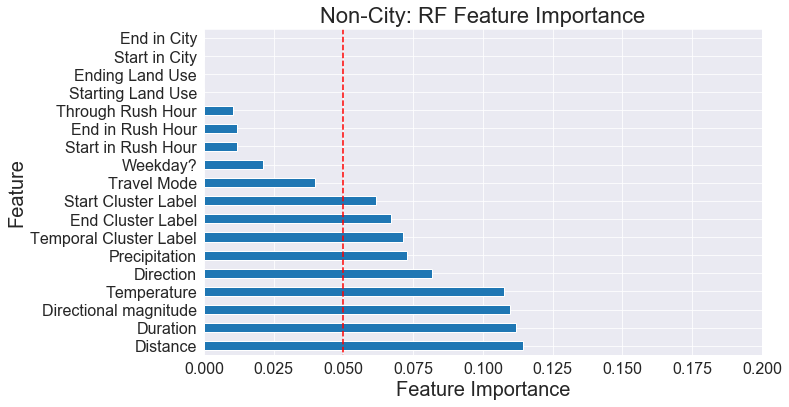 Non-City: RF Feature Importance
Feature
End in City
Start in City
Ending Land Use
Starting Land Use
Through Rush Hour
End in Rush Hour
Start in Rush Hour
Weekday?
Travel Mode
Start Cluster Label
End Cluster Label
Temporal Cluster Label
Precipitation
Direction
Temperature
Directional magnitude
Duration
Distance
0.000 0.025 0.050 0.075 0.100 0.125 0.150 0.175 0.200
Feature Importance